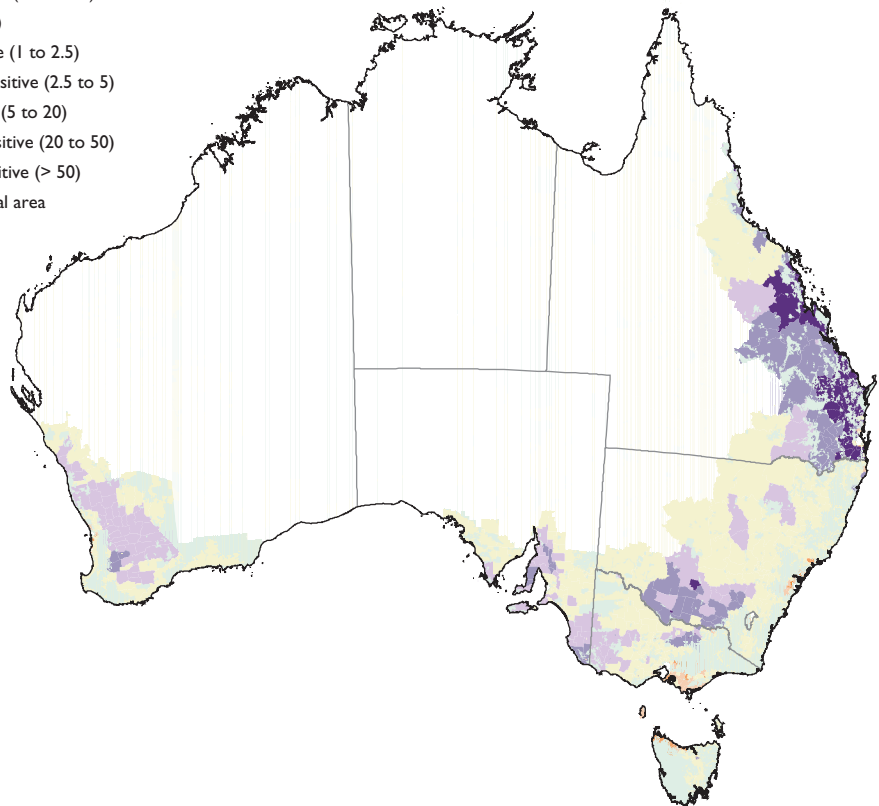 )
e (1 to 2.5)
sitive (2.5 to 5)
(5 to 20)
sitive (20 to 50)
itive (> 50)
al area